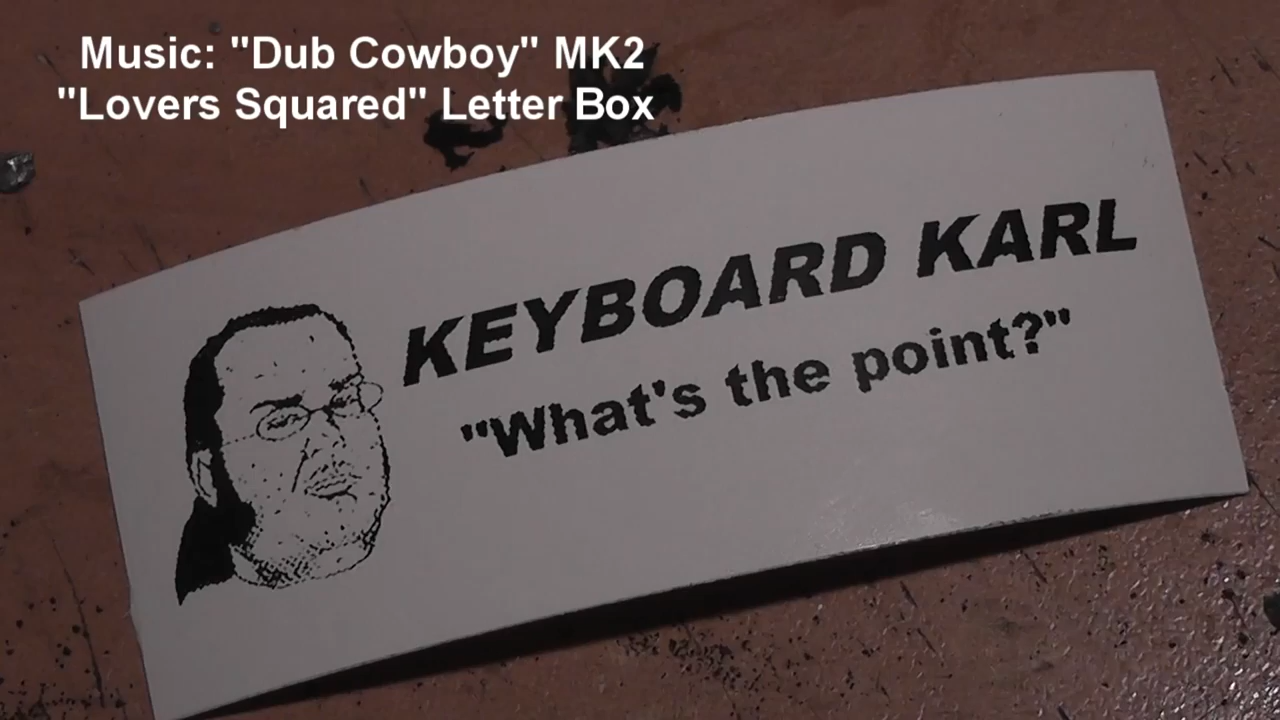 Music: "Dub Cowboy" MK2
"Lovers Squared" Letter Box
KEYBOARD KARL
"What's the point?"